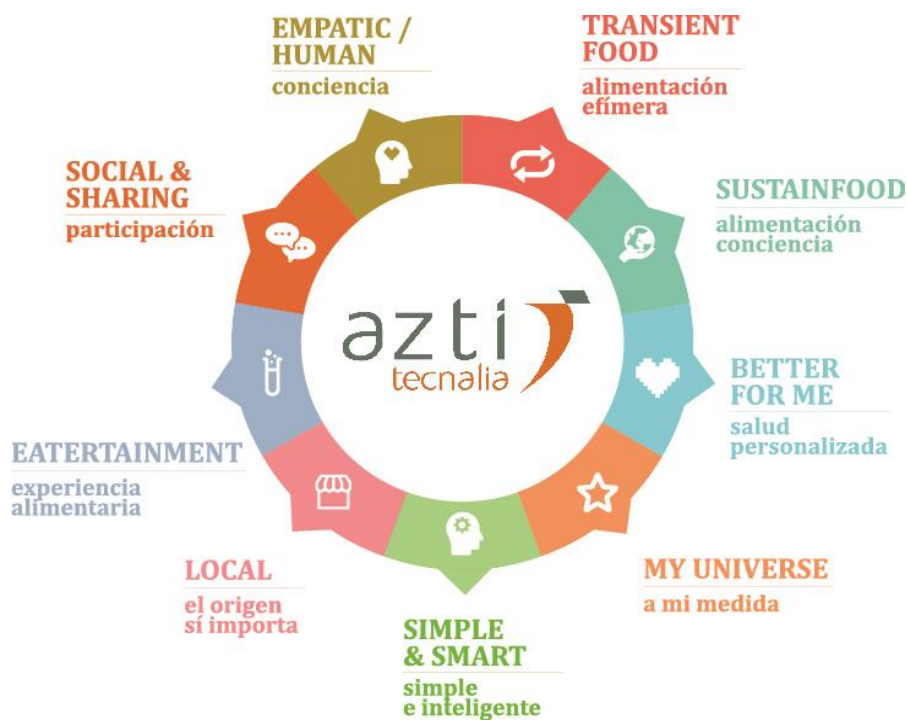 EMPATIC /
HUMAN
conciencia
TRANSIENT
FOOD
alimentación
efímera
SOCIAL &
SHARING
participación
SUSTAINFOOD
alimentación
conciencia
azti
tecnalia
BETTER
FOR ME
salud
personalizada
EATERTAINMENT
experiencia
alimentaria
LOCAL
el origen
sí importa
MY UNIVERSE
a mi medida
SIMPLE
& SMART
simple
e inteligente